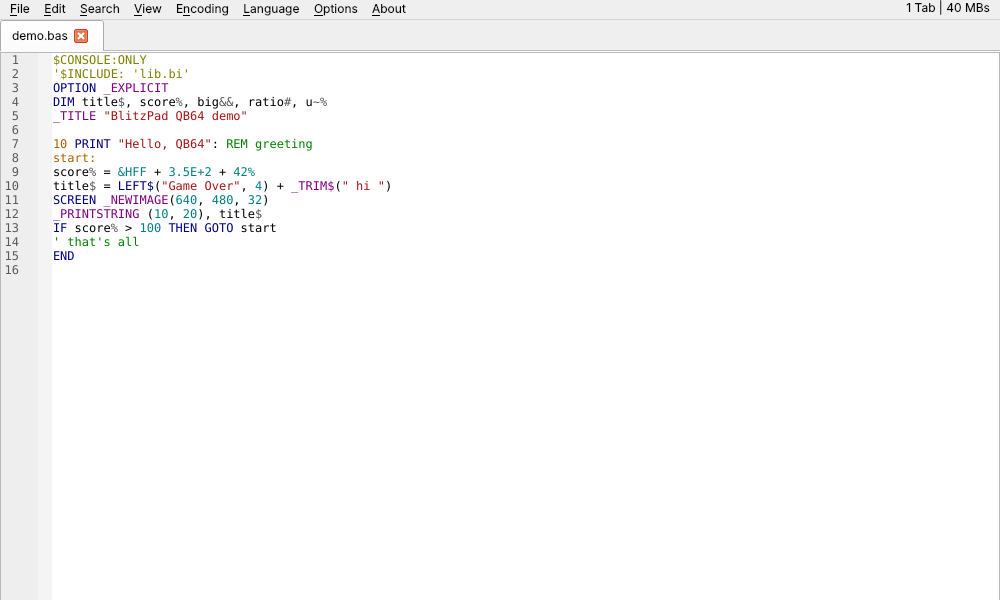 File Edit Search View Encoding Language Options About 1 Tab | 40 MBs
demo.bas
1 $CONSOLE:ONLY
2 '$INCLUDE: 'lib.bi'
3 OPTION _EXPLICIT
4 DIM title$, score%, big&&, ratio#, u~%
5 _TITLE "BlitzPad QB64 demo"
6
7 10 PRINT "Hello, QB64": REM greeting
8 start:
9 score% = &HFF + 3.5E+2 + 42%
10 title$ = LEFT$("Game Over", 4) + _TRIM$(" hi ")
11 SCREEN _NEWIMAGE(640, 480, 32)
12 _PRINTSTRING (10, 20), title$
13 IF score% > 100 THEN GOTO start
14 ' that's all
15 END
16